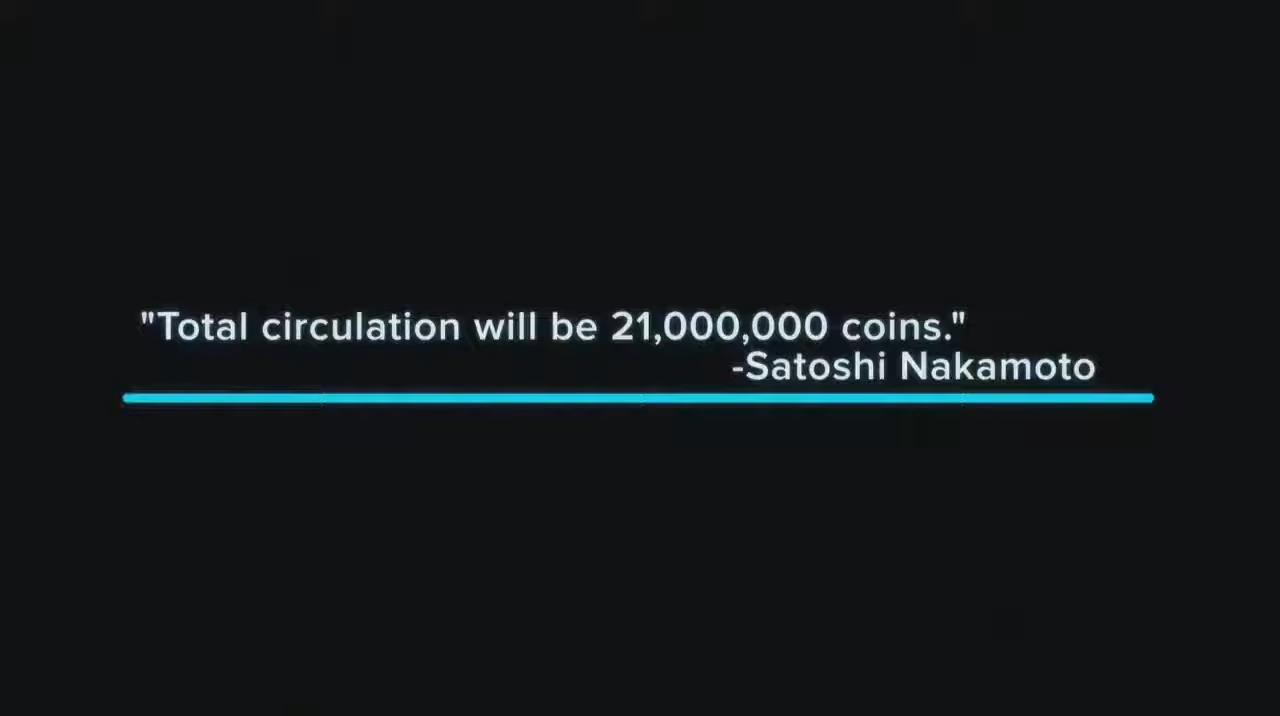 "Total circulation will be 21,000,000 coins."
-Satoshi Nakamoto